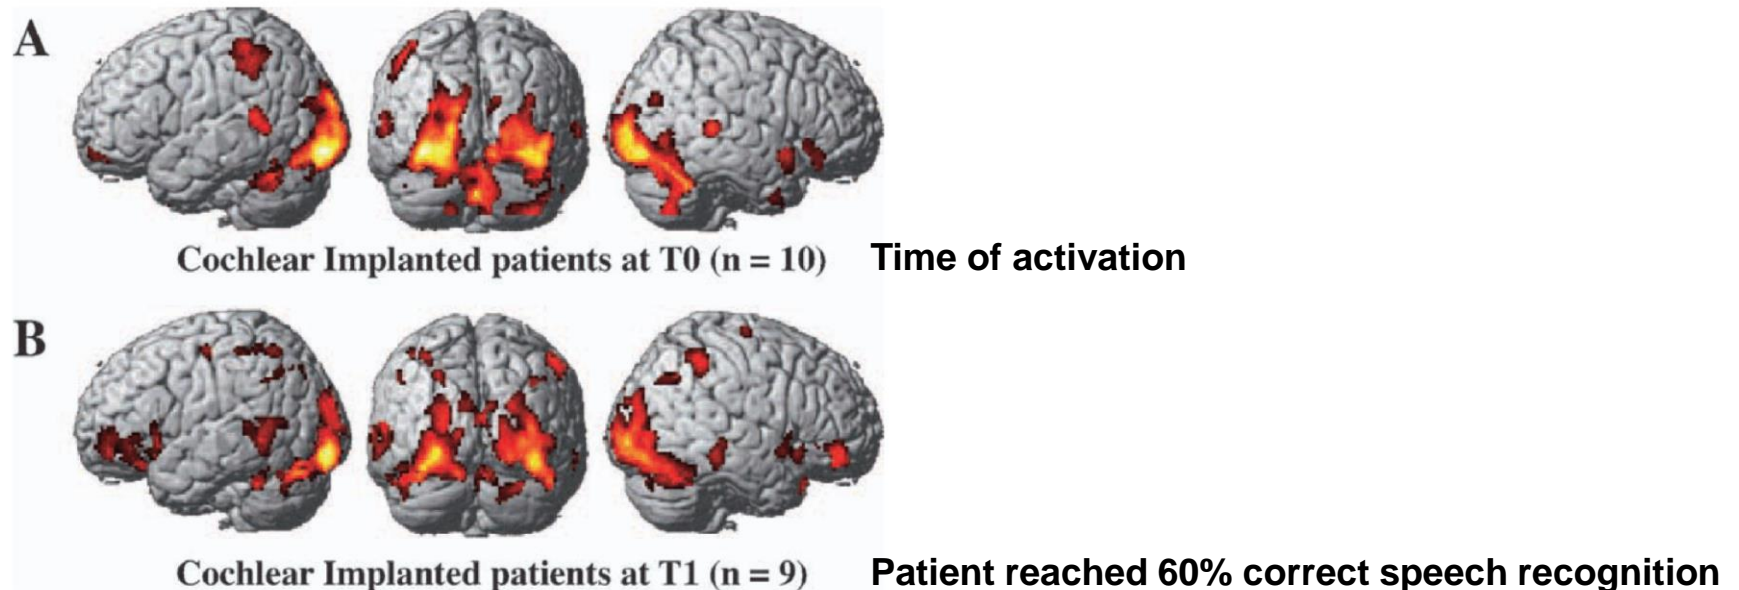 A
Cochlear Implanted patients at T0 (n = 10) Time of activation
B
Cochlear Implanted patients at T1 (n = 9) Patient reached 60% correct speech recognition